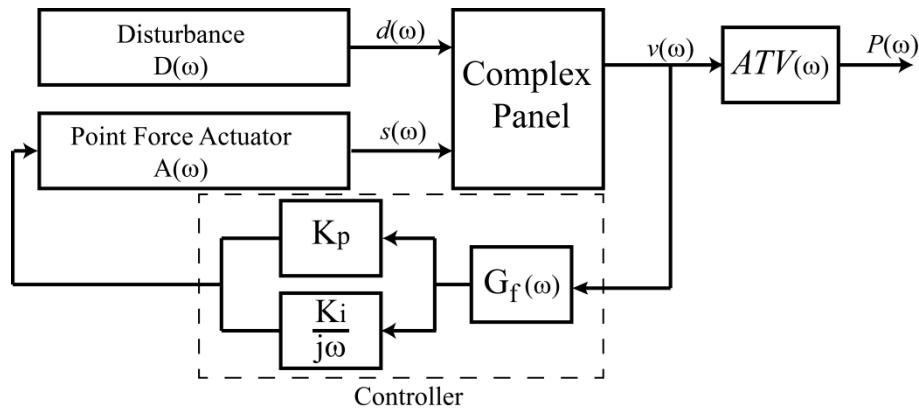 Disturbance
D(ω)
d(ω)
Complex
Panel
v(ω)
ATV(ω)
P(ω)
Point Force Actuator
A(ω)
s(ω)
Kp
Gf(ω)
Ki
jω
Controller